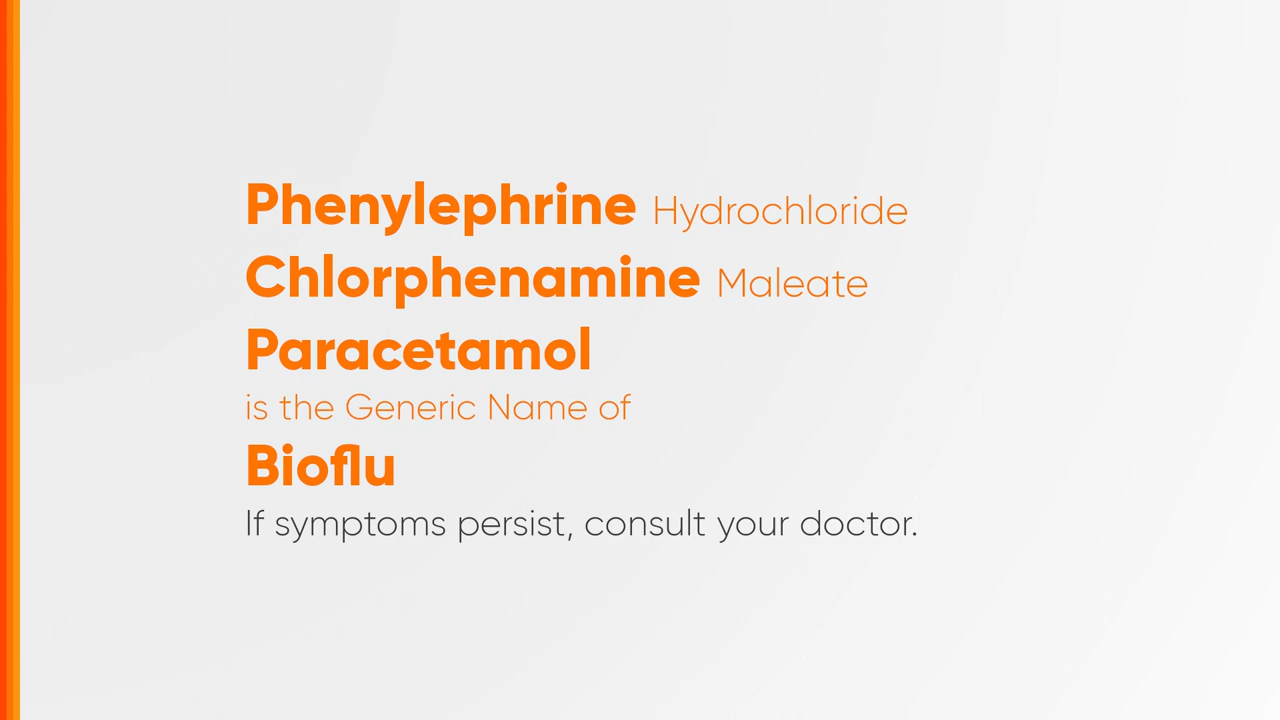 Phenylephrine Hydrochloride
Chlorphenamine Maleate
Paracetamol
is the Generic Name of
Bioflu
If symptoms persist, consult your doctor.